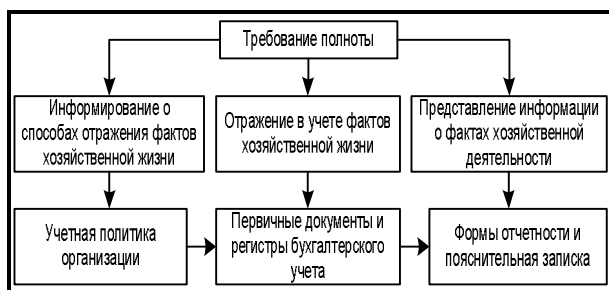 Требование полноты
Информирование о
способах отражения фактов
хозяйственной жизни
Отражение в учете фактов
хозяйственной жизни
Представление информации
о фактах хозяйственной
деятельности
Учетная политика
организации
Первичные документы и
регистры бухгалтерского
учета
Формы отчетности и
пояснительная записка